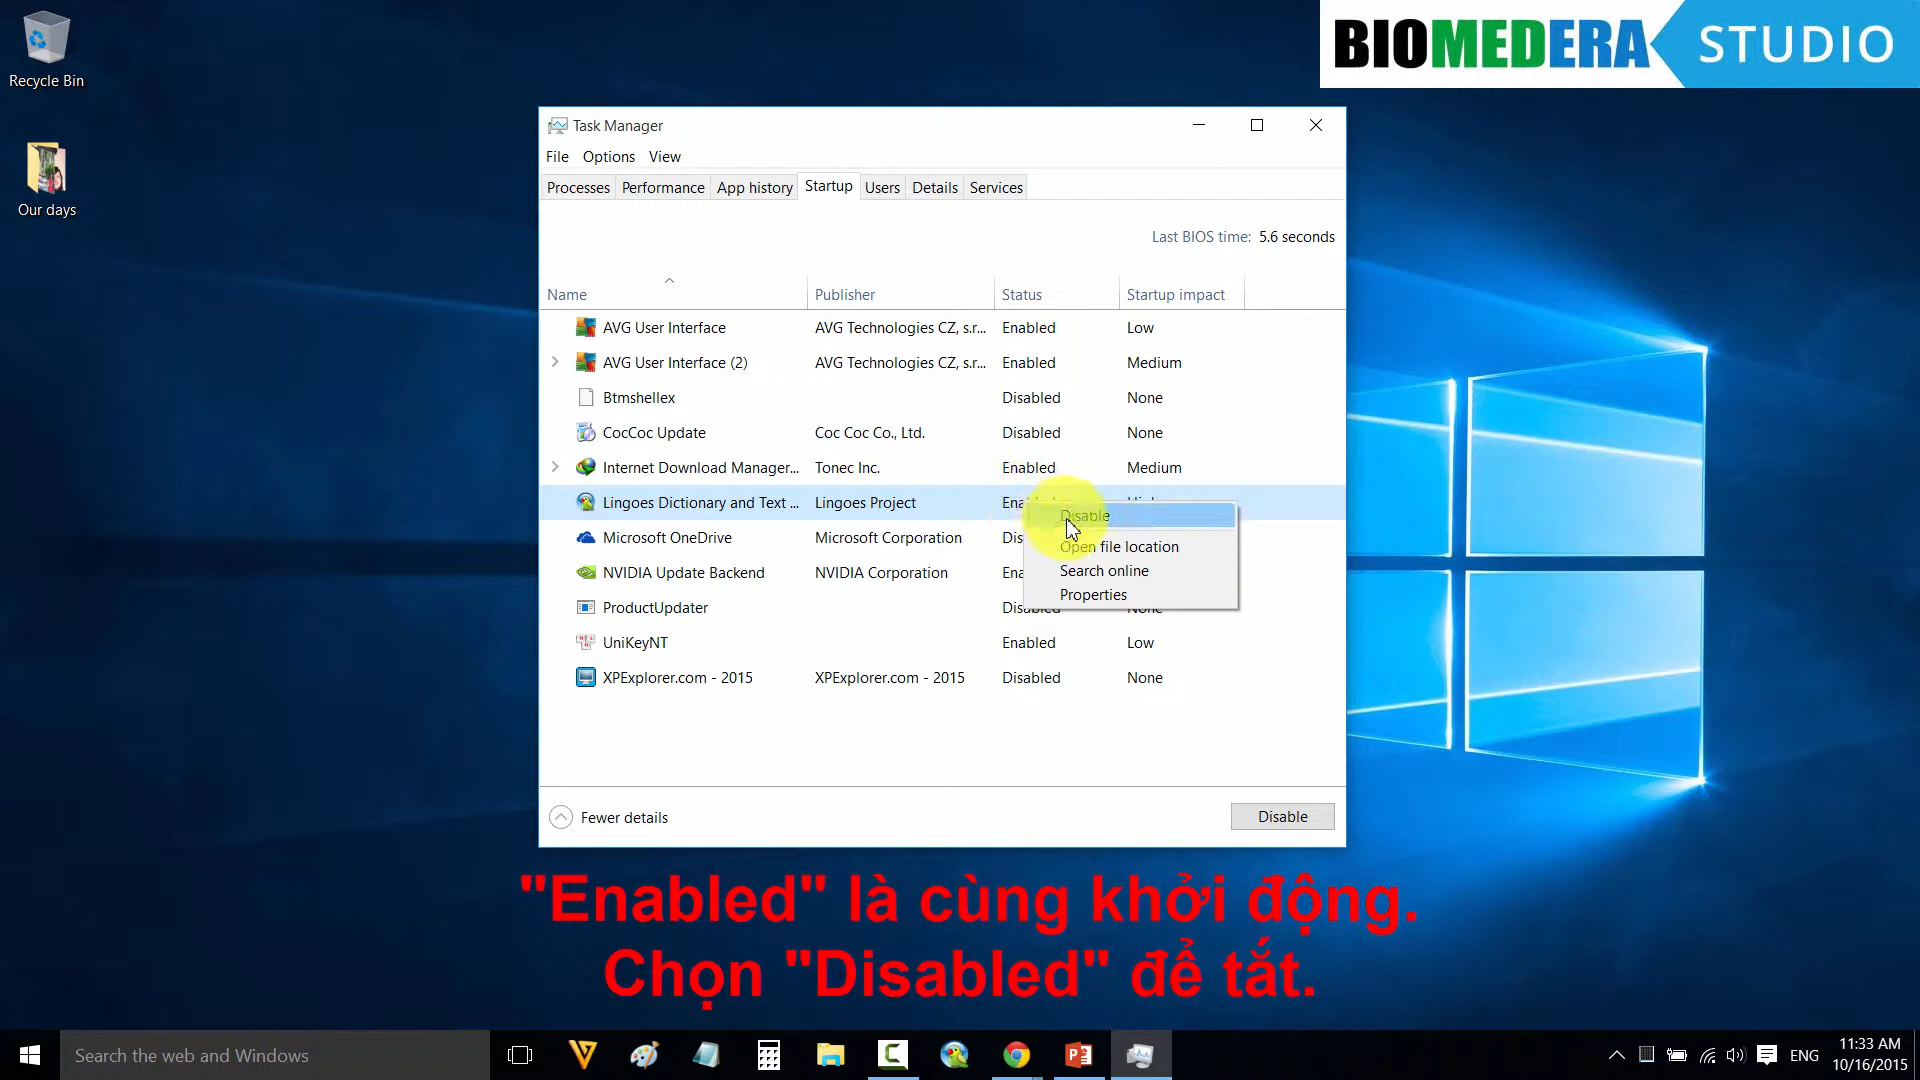 BIOMEDERA STUDIO
Recycle Bin
Our days
Task Manager
File Options View
Processes Performance App history Startup Users Details Services
Last BIOS time: 5.6 seconds
Name Publisher Status Startup impact
AVG User Interface AVG Technologies CZ, s.r... Enabled Low
AVG User Interface (2) AVG Technologies CZ, s.r... Enabled Medium
Btmshellex Disabled None
CocCoc Update Coc Coc Co., Ltd. Disabled None
Internet Download Manager... Tonec Inc. Enabled Medium
Lingoes Dictionary and Text ... Lingoes Project
Disable
Microsoft OneDrive Microsoft Corporation
Open file location
NVIDIA Update Backend NVIDIA Corporation
Search online
Properties
ProductUpdater Disabled None
UniKeyNT Enabled Low
XPExplorer.com - 2015 XPExplorer.com - 2015 Disabled None
Fewer details Disable
"Enabled" là cùng khởi động.
Chọn "Disabled" để tắt.
Search the web and Windows
ENG
11:33 AM
10/16/2015